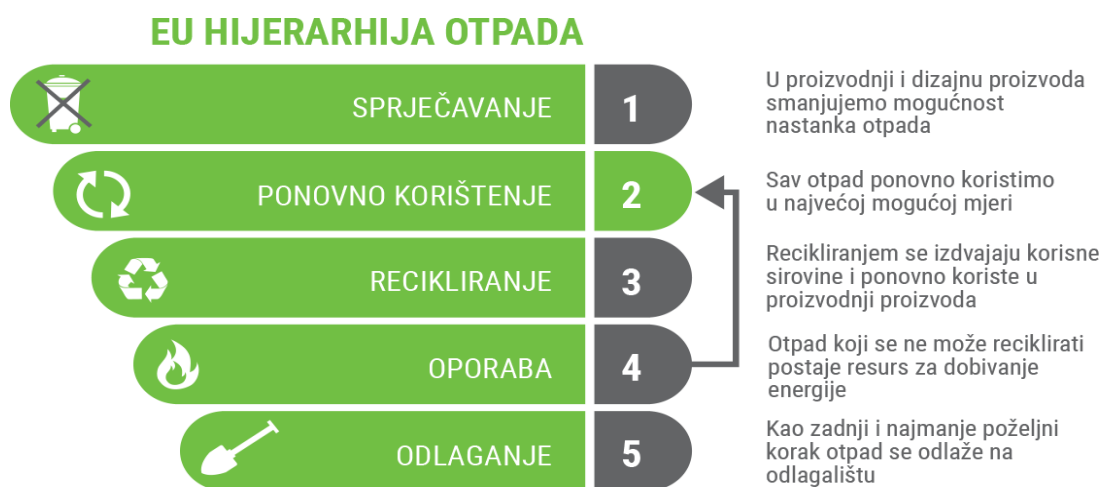 EU HIJERARHIJA OTPADA
SPRJEČAVANJE
1
U proizvodnji i dizajnu proizvoda
smanjujemo mogućnost
nastanka otpada
PONOVNO KORIŠTENJE
2
Sav otpad ponovno koristimo
u najvećoj mogućoj mjeri
RECIKLIRANJE
3
Recikliranjem se izdvajaju korisne
sirovine i ponovno koriste u
proizvodnji proizvoda
OPORABA
4
Otpad koji se ne može reciklirati
postaje resurs za dobivanje
energije
ODLAGANJE
5
Kao zadnji i najmanje poželjni
korak otpad se odlaže na
odlagalištu